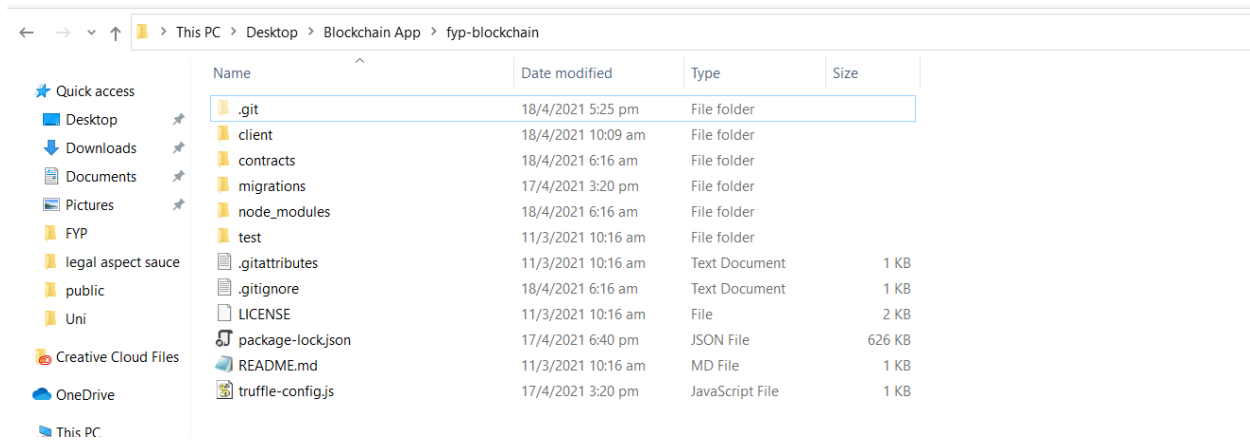 This PC > Desktop > Blockchain App > fyp-blockchain
Name Date modified Type Size
Quick access
Desktop
Downloads
Documents
Pictures
FYP
legal aspect sauce
public
Uni
Creative Cloud Files
OneDrive
This PC
.git 18/4/2021 5:25 pm File folder
client 18/4/2021 10:09 am File folder
contracts 18/4/2021 6:16 am File folder
migrations 17/4/2021 3:20 pm File folder
node_modules 18/4/2021 6:16 am File folder
test 11/3/2021 10:16 am File folder
.gitattributes 11/3/2021 10:16 am Text Document 1 KB
.gitignore 18/4/2021 6:16 am Text Document 1 KB
LICENSE 11/3/2021 10:16 am File 2 KB
package-lock.json 17/4/2021 6:40 pm JSON File 626 KB
README.md 11/3/2021 10:16 am MD File 1 KB
truffle-config.js 17/4/2021 3:20 pm JavaScript File 1 KB